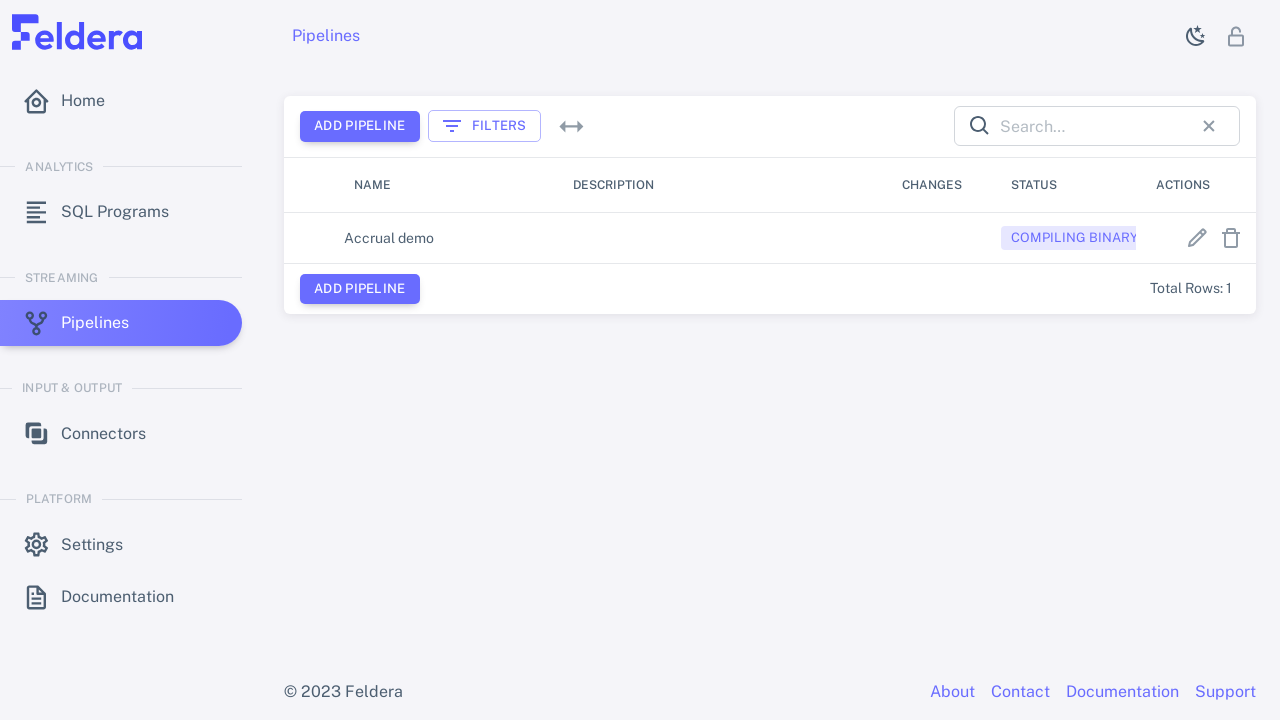 Feldera
Pipelines
Home
ANALYTICS
SQL Programs
STREAMING
Pipelines
INPUT & OUTPUT
Connectors
PLATFORM
Settings
Documentation
ADD PIPELINE
FILTERS
Search...
NAME DESCRIPTION CHANGES STATUS ACTIONS
Accrual demo COMPILING BINARY
ADD PIPELINE
Total Rows: 1
© 2023 Feldera
About Contact Documentation Support